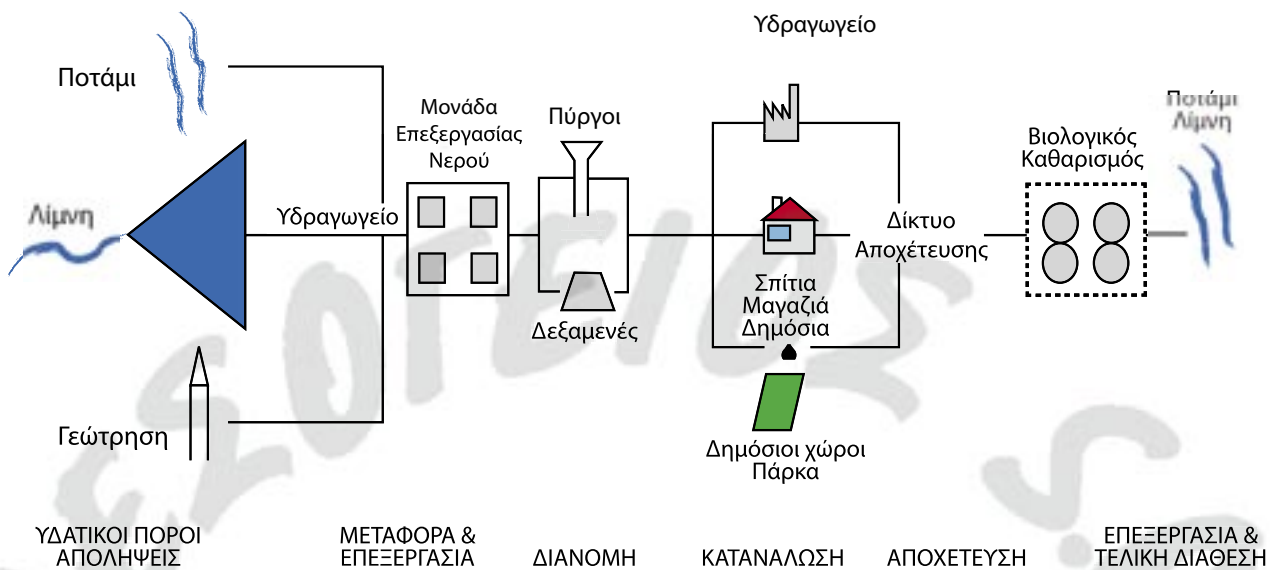 Υδραγωγείο
Ποτάμι
Μονάδα
Επεξεργασίας
Νερού
Πύργοι
Ποτάμι
Λίμνη
Βιολογικός
Καθαρισμός
Λίμνη
Υδραγωγείο
Δίκτυο
Αποχέτευσης
Σπίτια
Μαγαζιά
Δημόσια
Δεξαμενές
Γεώτρηση
Δημόσιοι χώροι
Πάρκα
ΥΔΑΤΙΚΟΙ ΠΟΡΟΙ
ΑΠΟΛΗΨΕΙΣ
ΜΕΤΑΦΟΡΑ &
ΕΠΕΞΕΡΓΑΣΙΑ
ΔΙΑΝΟΜΗ
ΚΑΤΑΝΑΛΩΣΗ
ΑΠΟΧΕΤΕΥΣΗ
ΕΠΕΞΕΡΓΑΣΙΑ &
ΤΕΛΙΚΗ ΔΙΑΘΕΣΗ